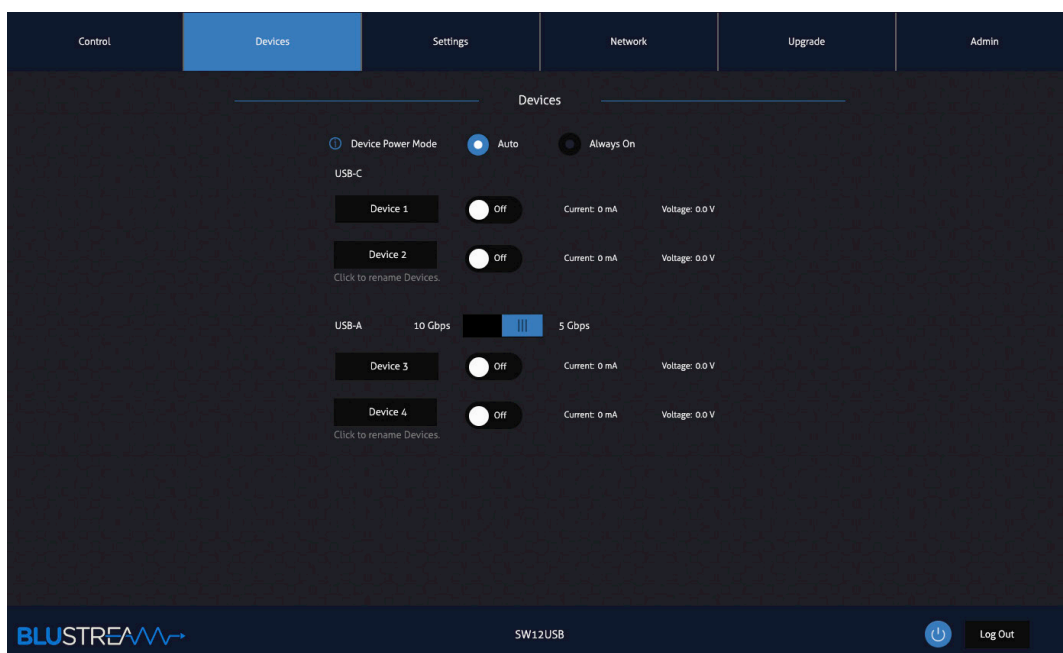 Control Devices Settings Network Upgrade Admin
Devices
Device Power Mode Auto Always On
USB-C
Device 1 Off Current: 0 mA Voltage: 0.0 V
Device 2 Off Current: 0 mA Voltage: 0.0 V
Click to rename Devices.
USB-A 10 Gbps 5 Gbps
Device 3 Off Current: 0 mA Voltage: 0.0 V
Device 4 Off Current: 0 mA Voltage: 0.0 V
Click to rename Devices.
BLUSTREAM SW12USB Log Out